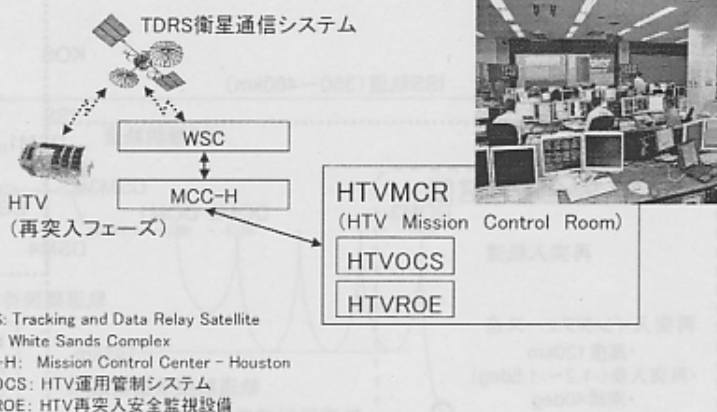 TDRS衛星通信システム
WSC
MCC-H
HTV
(再突入フェーズ)
HTVMCR
(HTV Mission Control Room)
HTVOCS
HTVROE
S: Tracking and Data Relay Satellite
: White Sands Complex
-H: Mission Control Center - Houston
OCS: HTV運用管制システム
ROE: HTV再突入安全監視設備